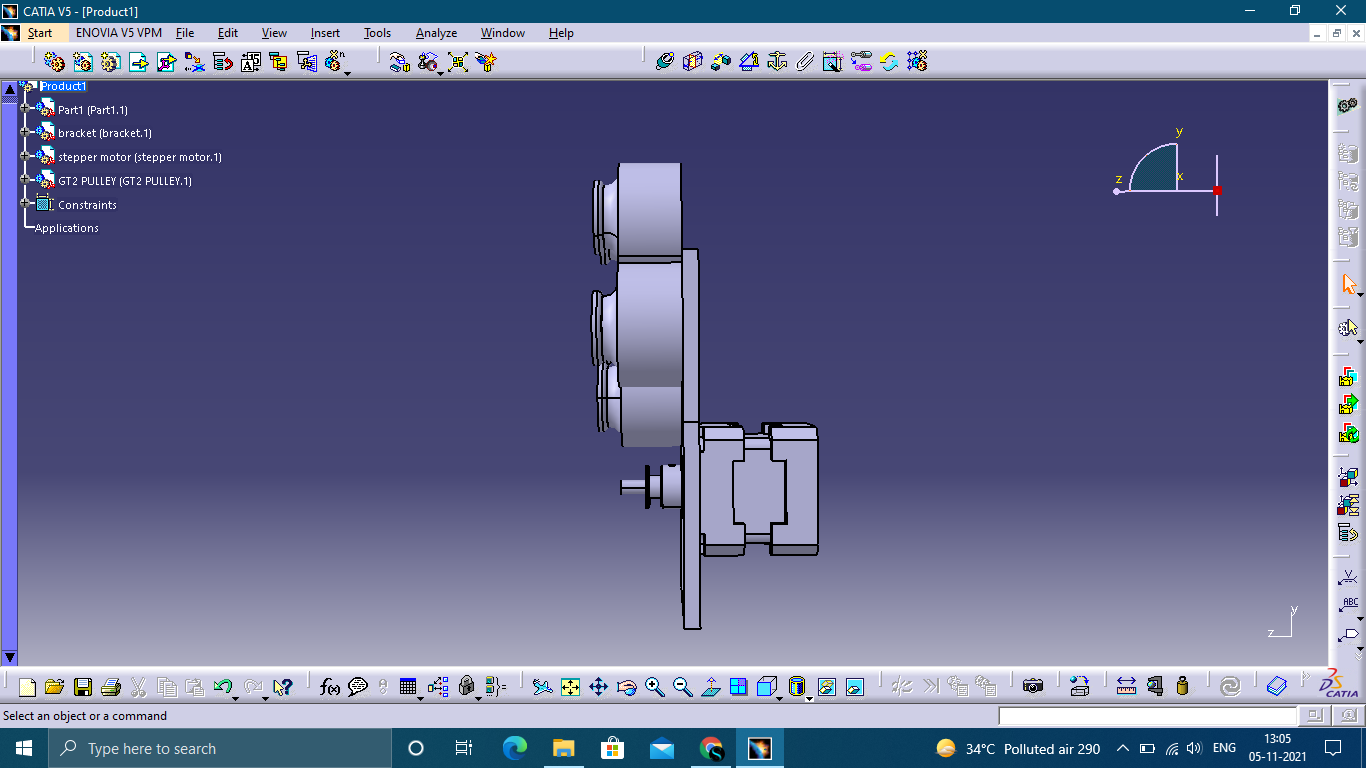 CATIA V5 - [Product1]
Start ENOVIA V5 VPM File Edit View Insert Tools Analyze Window Help
Product1
Part1 (Part1.1)
bracket (bracket.1)
stepper motor (stepper motor.1)
GT2 PULLEY (GT2 PULLEY.1)
Constraints
Applications
y
z x
ABC
y
z
f(x)
CATIA
Select an object or a command
Type here to search
34°C Polluted air 290
ENG
13:05
05-11-2021